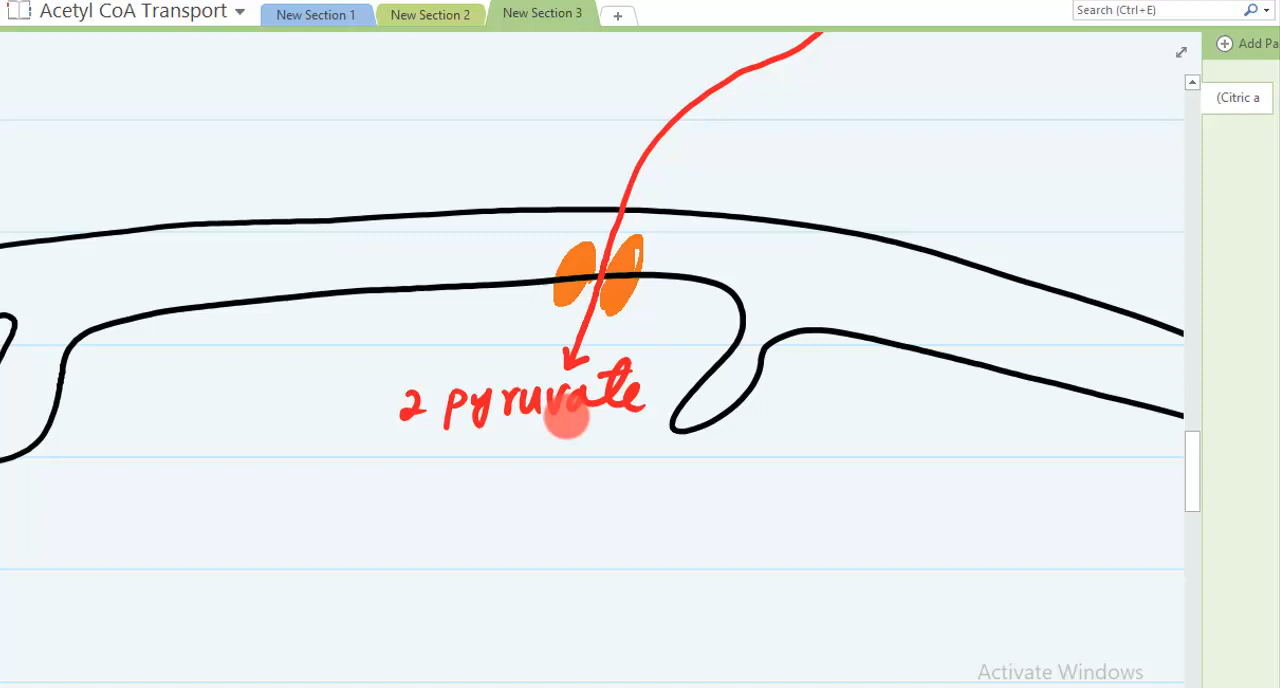 Acetyl CoA Transport
New Section 1
New Section 2
New Section 3
+
Search (Ctrl+E)
Add Pa
(Citric a
2 pyruvate
Activate Windows